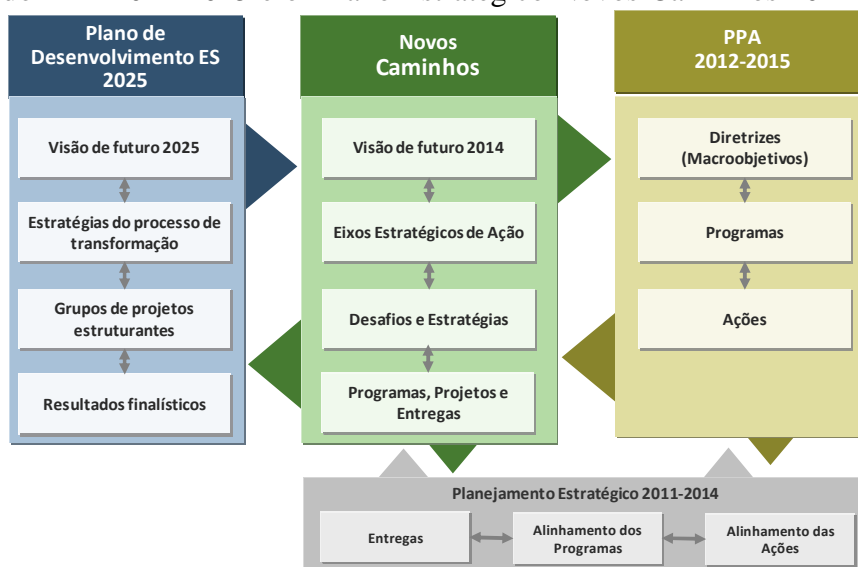 Plano de
Desenvolvimento ES
2025
Visão de futuro 2025
Estratégias do processo de
transformação
Grupos de projetos
estruturantes
Resultados finalísticos
Novos
Caminhos
Visão de futuro 2014
Eixos Estratégicos de Ação
Desafios e Estratégias
Programas, Projetos e
Entregas
PPA
2012-2015
Diretrizes
(Macroobjetivos)
Programas
Ações
Planejamento Estratégico 2011-2014
Entregas
Alinhamento dos
Programas
Alinhamento das
Ações